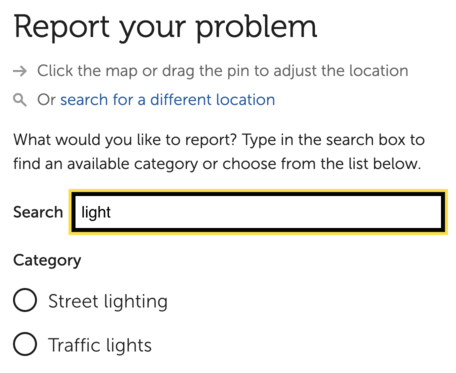 Report your problem
Click the map or drag the pin to adjust the location
Or search for a different location
What would you like to report? Type in the search box to
find an available category or choose from the list below.
Search light
Category
Street lighting
Traffic lights